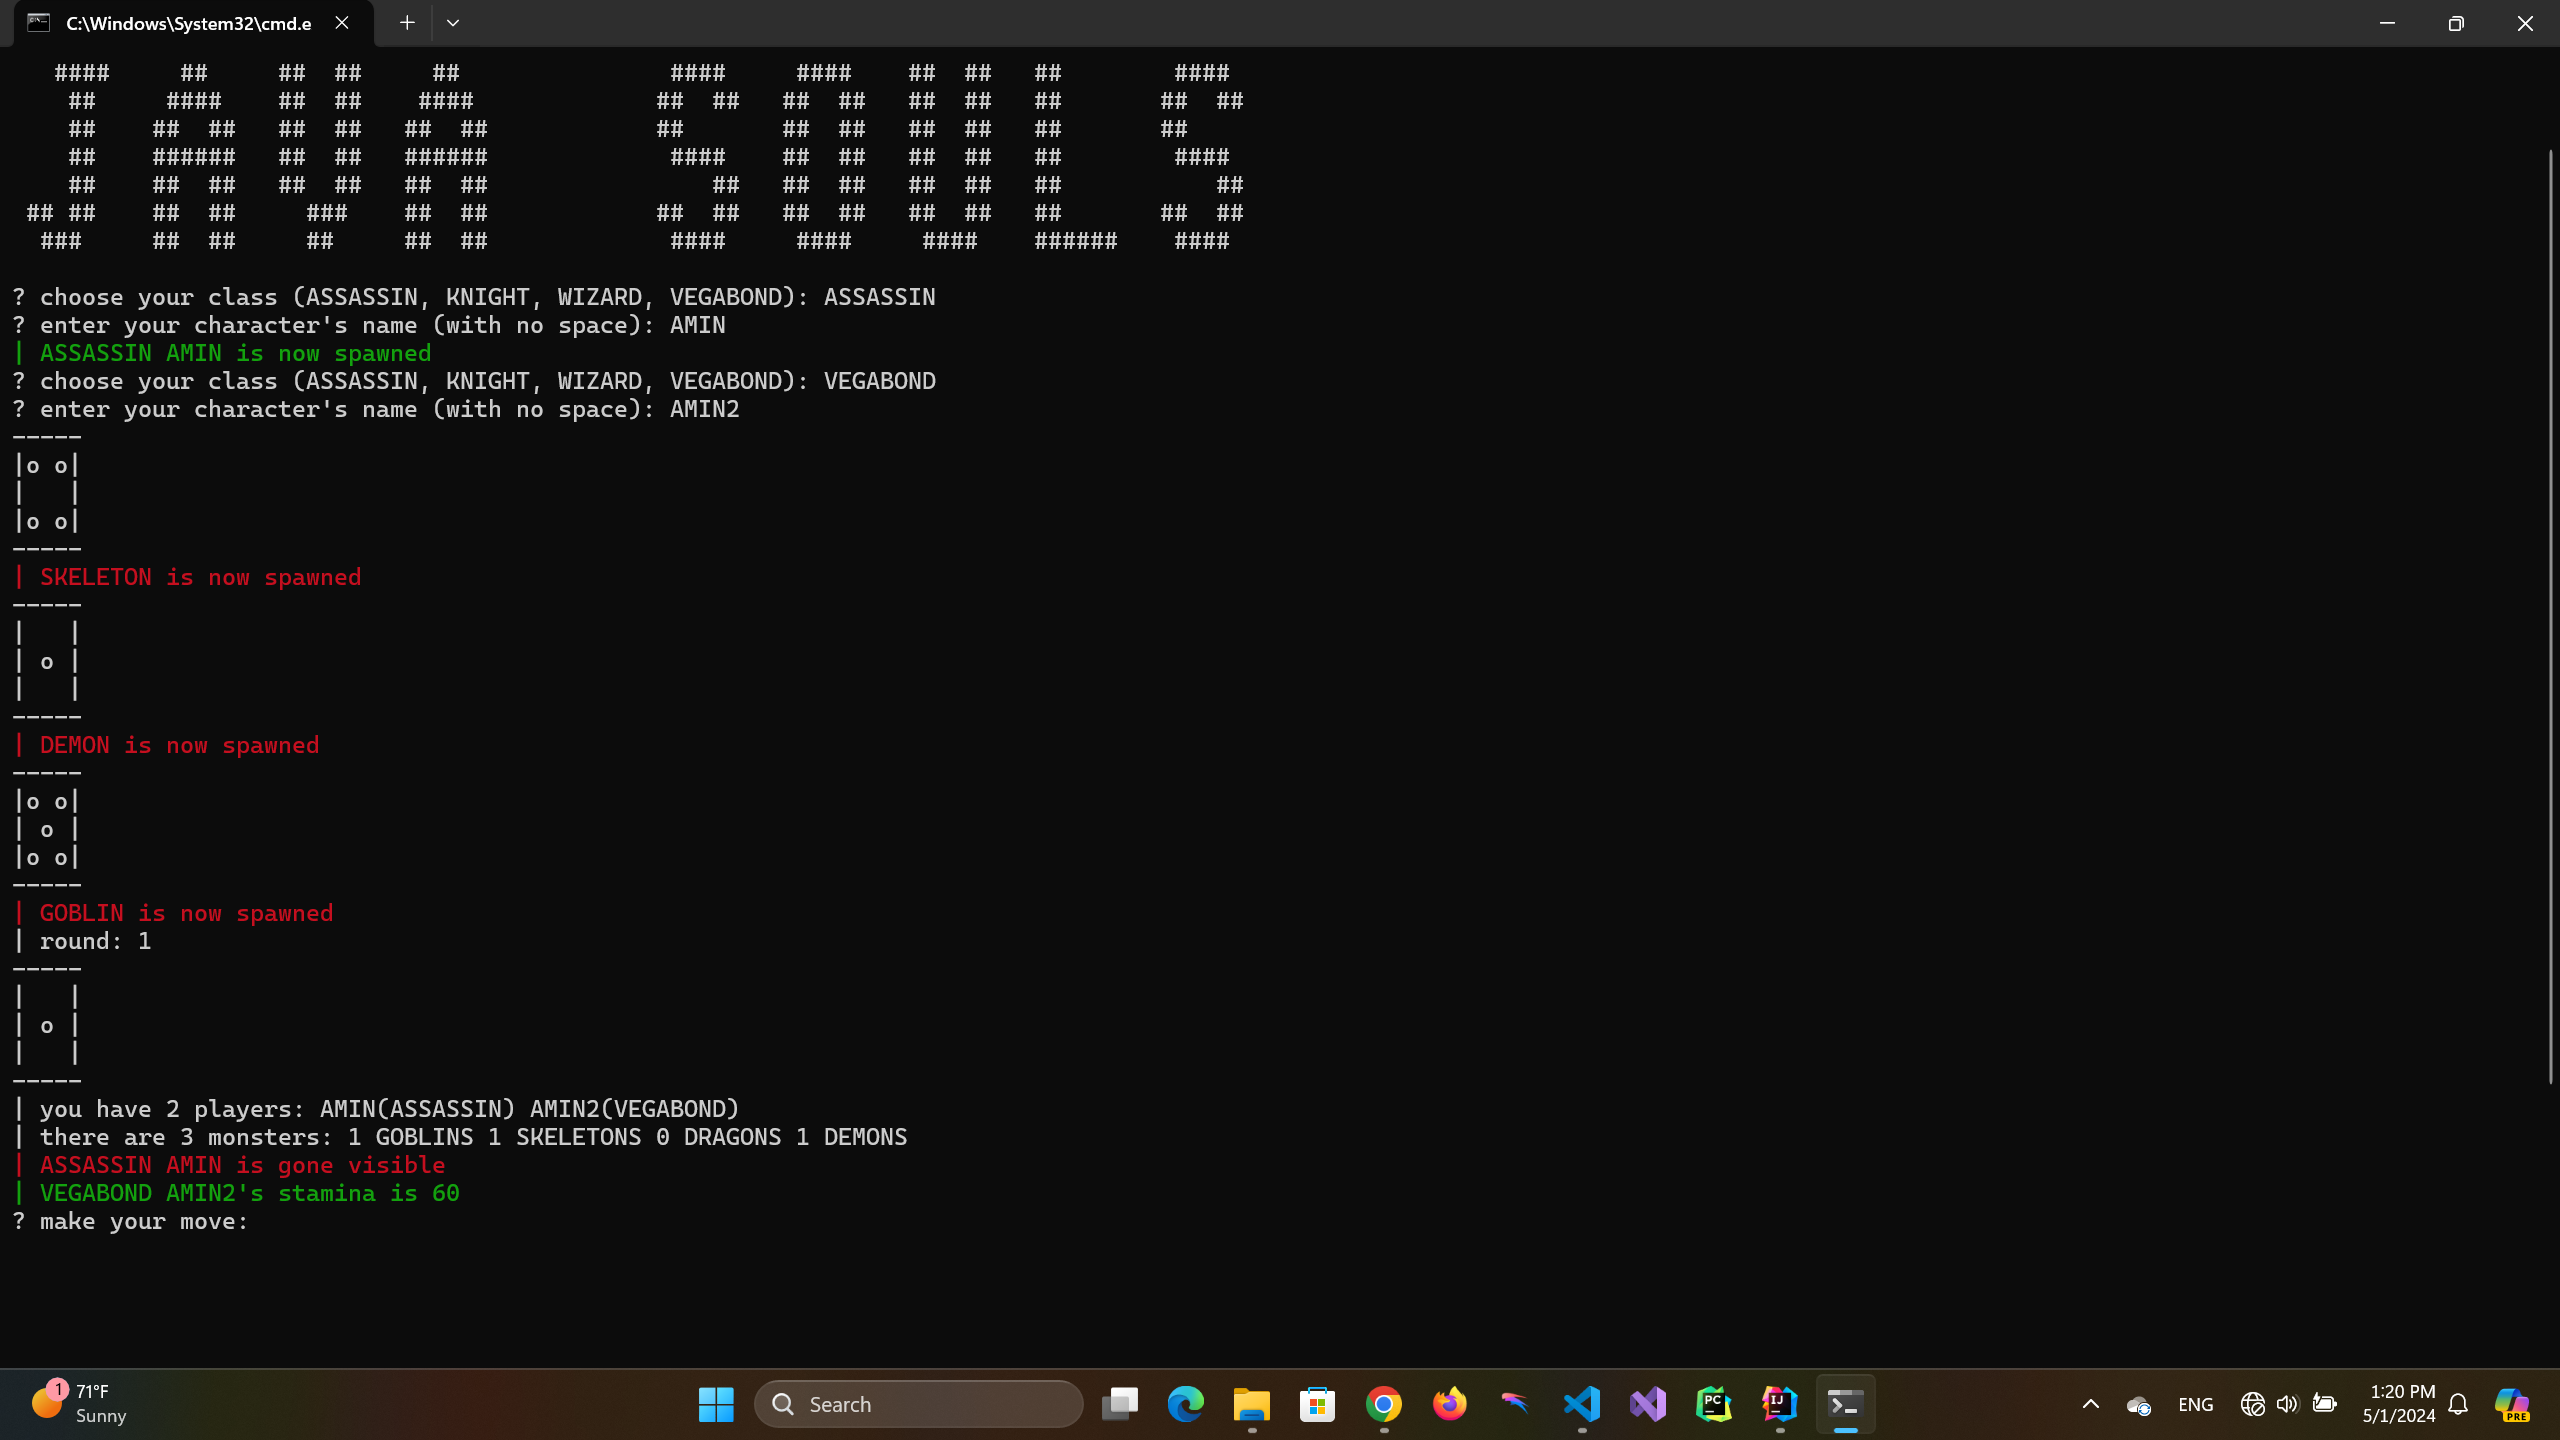 C:\Windows\System32\cmd.e
JAVA SOULS
? choose your class (ASSASSIN, KNIGHT, WIZARD, VEGABOND): ASSASSIN
? enter your character's name (with no space): AMIN
| ASSASSIN AMIN is now spawned
? choose your class (ASSASSIN, KNIGHT, WIZARD, VEGABOND): VEGABOND
? enter your character's name (with no space): AMIN2
-----
|o o|
|   |
|o o|
-----
| SKELETON is now spawned
-----
|   |
| o |
|   |
-----
| DEMON is now spawned
-----
|o o|
| o |
|o o|
-----
| GOBLIN is now spawned
| round: 1
-----
|   |
| o |
|   |
-----
| you have 2 players: AMIN(ASSASSIN) AMIN2(VEGABOND)
| there are 3 monsters: 1 GOBLINS 1 SKELETONS 0 DRAGONS 1 DEMONS
| ASSASSIN AMIN is gone visible
| VEGABOND AMIN2's stamina is 60
? make your move:
1
71°F
Sunny
Search
PC
IJ
ENG
1:20 PM
5/1/2024
PRE